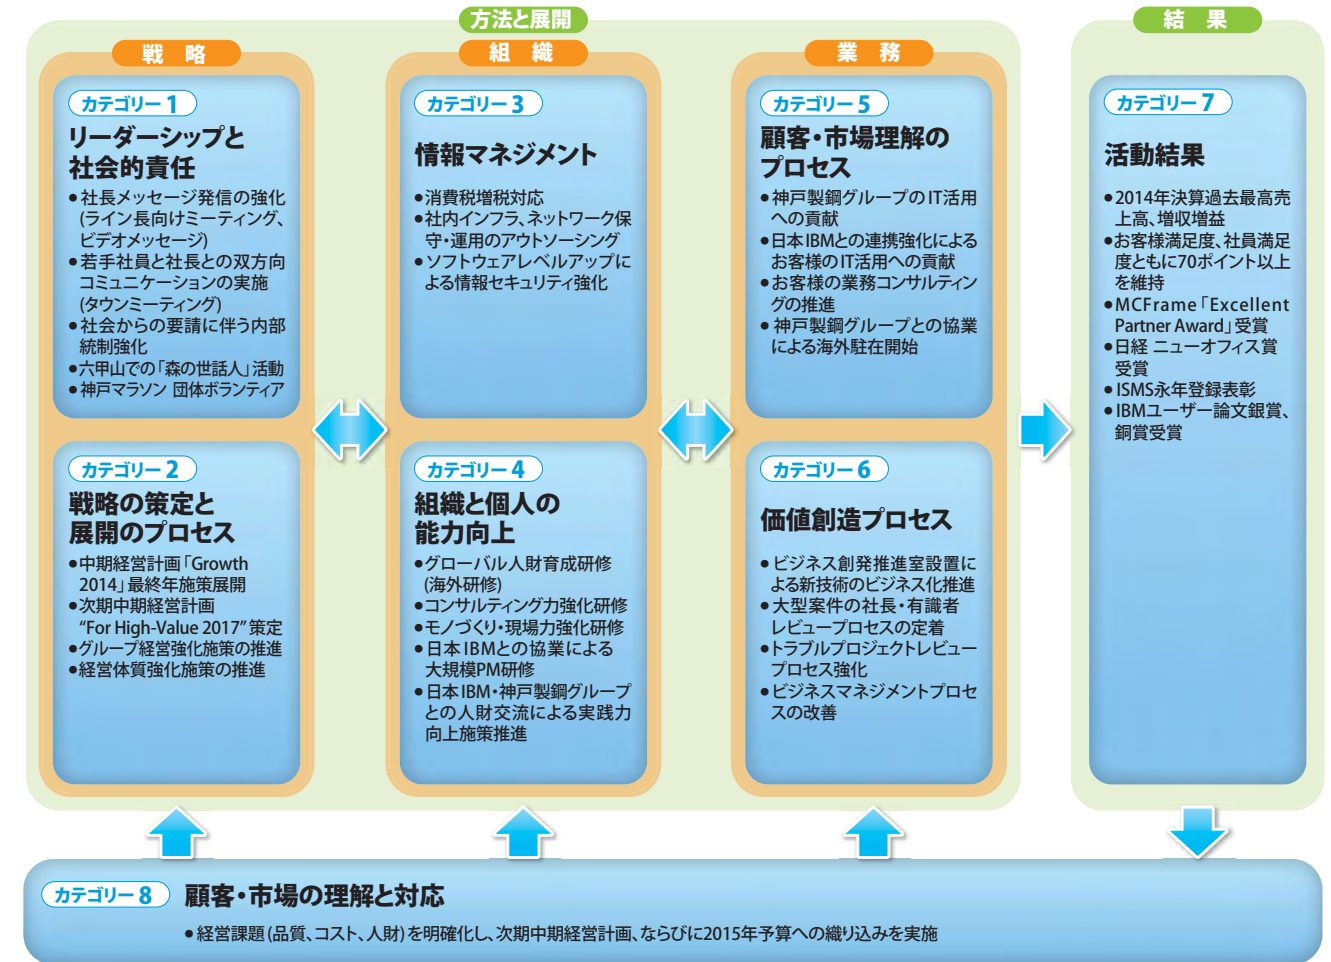 方法と展開
結 果
戦 略
カテゴリー 1
リーダーシップと
社会的責任
●社長メッセージ発信の強化
(ライン長向けミーティング、
ビデオメッセージ)
●若手社員と社長との双方向
コミュニケーションの実施
(タウンミーティング)
●社会からの要請に伴う内部
統制強化
●六甲山での「森の世話人」活動
●神戸マラソン 団体ボランティア
カテゴリー 2
戦略の策定と
展開のプロセス
●中期経営計画「Growth
2014」最終年施策展開
●次期中期経営計画
“For High-Value 2017”策定
●グループ経営強化施策の推進
●経営体質強化施策の推進
組 織
カテゴリー 3
情報マネジメント
●消費税増税対応
●社内インフラ、ネットワーク保
守・運用のアウトソーシング
●ソフトウェアレベルアップに
よる情報セキュリティ強化
カテゴリー 4
組織と個人の
能力向上
●グローバル人財育成研修
(海外研修)
●コンサルティング力強化研修
●モノづくり・現場力強化研修
●日本IBMとの協業による
大規模PM研修
●日本IBM・神戸製鋼グループ
との人財交流による実践力
向上施策推進
業 務
カテゴリー 5
顧客・市場理解の
プロセス
●神戸製鋼グループのIT活用
への貢献
●日本IBMとの連携強化による
お客様のIT活用への貢献
●お客様の業務コンサルティン
グの推進
●神戸製鋼グループとの協業
による海外駐在開始
カテゴリー 6
価値創造プロセス
●ビジネス創発推進室設置に
よる新技術のビジネス化推進
●大型案件の社長・有識者
レビュープロセスの定着
●トラブルプロジェクトレビュー
プロセス強化
●ビジネスマネジメントプロセ
スの改善
カテゴリー 7
活動結果
●2014年決算過去最高売
上高、増収増益
●お客様満足度、社員満足
度ともに70ポイント以上
を維持
●MCFrame「Excellent
Partner Award」受賞
●日経 ニューオフィス賞
受賞
●ISMS永年登録表彰
●IBMユーザー論文銀賞、
銅賞受賞
カテゴリー 8 顧客・市場の理解と対応
●経営課題(品質、コスト、人財)を明確化し、次期中期経営計画、ならびに2015年予算への織り込みを実施